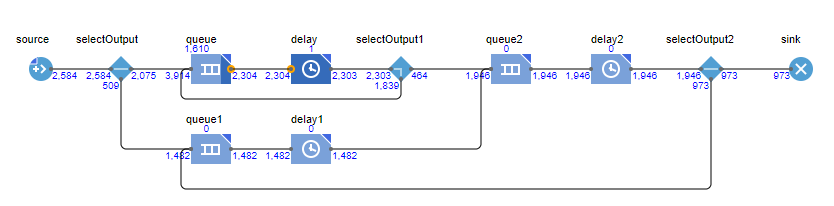 source selectOutput queue delay selectOutput1 queue2 delay2 selectOutput2 sink
1,610 1 0 0
2,584 2,584 2,075 3,914 2,304 2,304 2,303 2,303 464 1,946 1,946 1,946 1,946 1,946 973 973
509 1,839 973
queue1 delay1
0 0
1,482 1,482 1,482 1,482